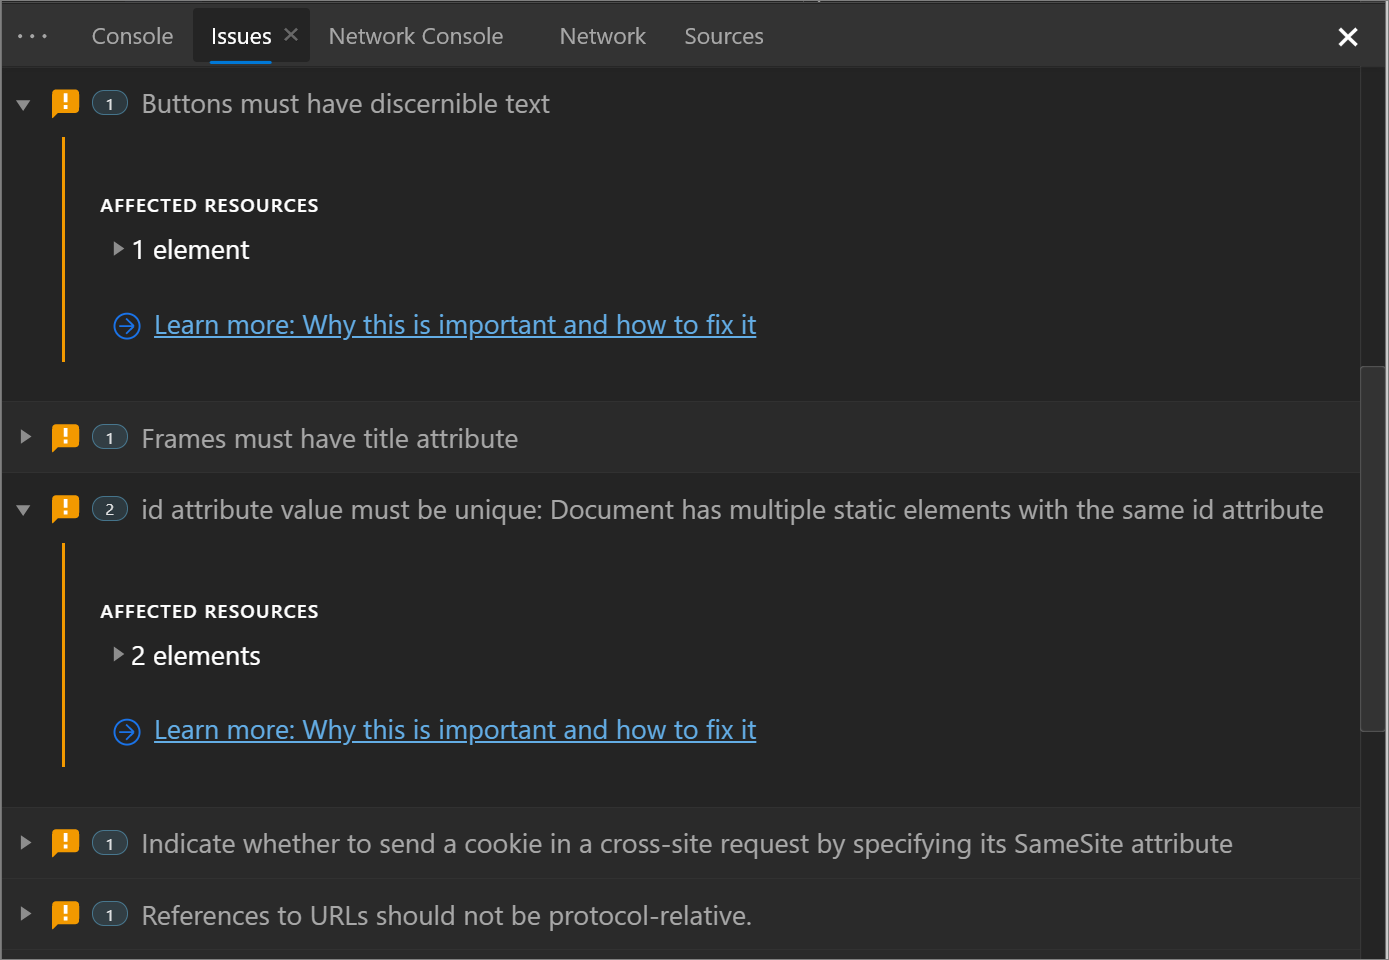 Console Issues Network Console Network Sources
1 Buttons must have discernible text
AFFECTED RESOURCES
1 element
Learn more: Why this is important and how to fix it
1 Frames must have title attribute
2 id attribute value must be unique: Document has multiple static elements with the same id attribute
AFFECTED RESOURCES
2 elements
Learn more: Why this is important and how to fix it
1 Indicate whether to send a cookie in a cross-site request by specifying its SameSite attribute
1 References to URLs should not be protocol-relative.